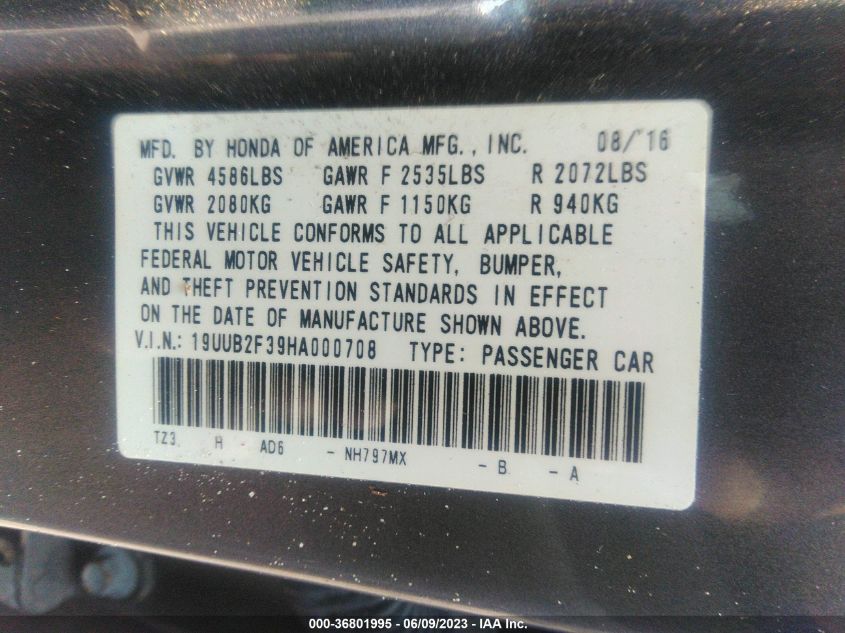 MFD. BY HONDA OF AMERICA MFG., INC. 08/16
GVWR 4586LBS GAWR F 2535LBS R 2072LBS
GVWR 2080KG GAWR F 1150KG R 940KG
THIS VEHICLE CONFORMS TO ALL APPLICABLE
FEDERAL MOTOR VEHICLE SAFETY, BUMPER,
AND THEFT PREVENTION STANDARDS IN EFFECT
ON THE DATE OF MANUFACTURE SHOWN ABOVE.
V.I.N.: 19UUB2F39HA000708 TYPE: PASSENGER CAR
TZ3 H AD6 - NH797MX - B - A
000-36801995 - 06/09/2023 - IAA Inc.